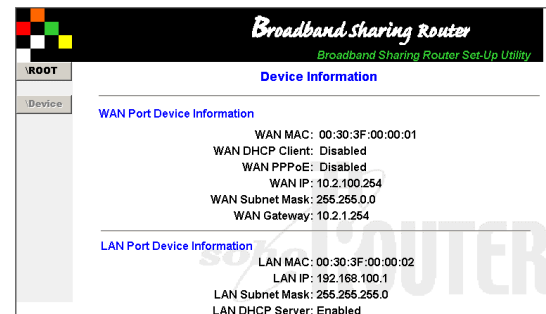 Broadband Sharing Router
Broadband Sharing Router Set-Up Utility
\ROOT
Device Information
\Device
WAN Port Device Information
WAN MAC: 00:30:3F:00:00:01
WAN DHCP Client: Disabled
WAN PPPoE: Disabled
WAN IP: 10.2.100.254
WAN Subnet Mask: 255.255.0.0
WAN Gateway: 10.2.1.254
LAN Port Device Information
soho ROUTER
LAN MAC: 00:30:3F:00:00:02
LAN IP: 192.168.100.1
LAN Subnet Mask: 255.255.255.0
LAN DHCP Server: Enabled